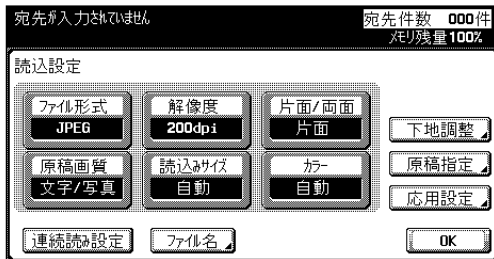 宛先が入力されていません
宛先件数 000件
メモリ残量100%
読込設定
ファイル形式 解像度 片面/両面
JPEG 200dpi 片面
下地調整
原稿画質 読込みサイズ カラー
文字/写真 自動 自動
原稿指定
応用設定
連続読み設定 ファイル名 OK